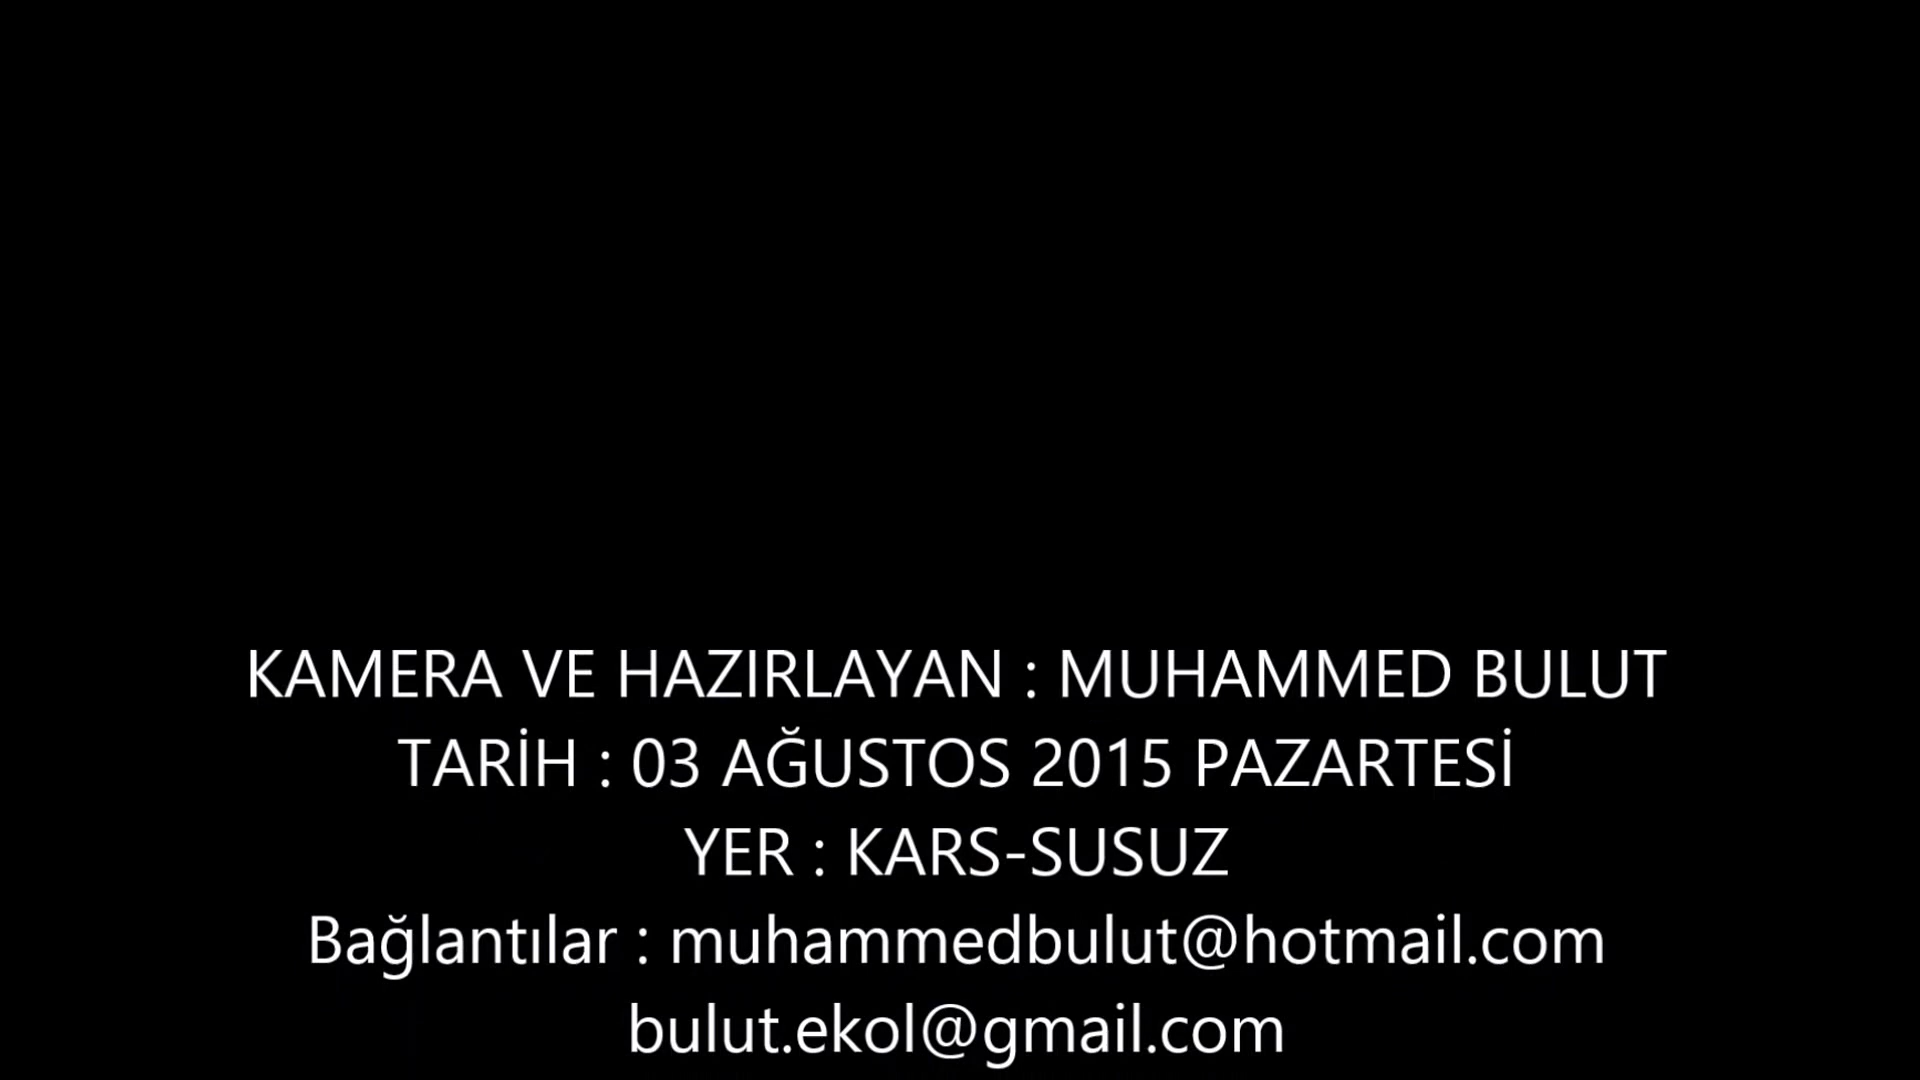 KAMERA VE HAZIRLAYAN : MUHAMMED BULUT
TARİH : 03 AĞUSTOS 2015 PAZARTESİ
YER : KARS-SUSUZ
Bağlantılar : muhammedbulut@hotmail.com
bulut.ekol@gmail.com